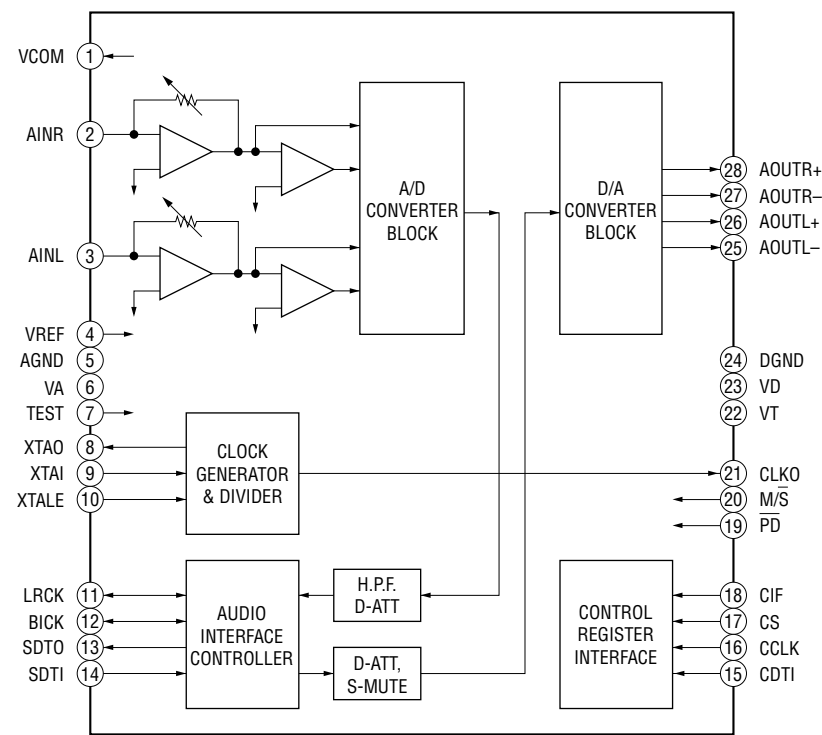 VCOM 1
AINR 2
AINL 3
VREF 4
AGND 5
VA 6
TEST 7
XTAO 8
XTAI 9
XTALE 10
LRCK 11
BICK 12
SDTO 13
SDTI 14
A/D
CONVERTER
BLOCK
D/A
CONVERTER
BLOCK
CLOCK
GENERATOR
& DIVIDER
AUDIO
INTERFACE
CONTROLLER
H.P.F.
D-ATT
D-ATT,
S-MUTE
CONTROL
REGISTER
INTERFACE
28 AOUTR+
27 AOUTR–
26 AOUTL+
25 AOUTL–
24 DGND
23 VD
22 VT
21 CLKO
20 M/S̅
19 P̅D̅
18 CIF
17 CS
16 CCLK
15 CDTI